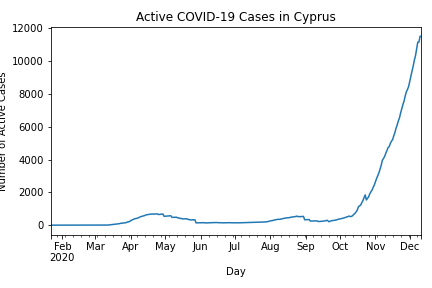 Active COVID-19 Cases in Cyprus
Number of Active Cases
12000
10000
8000
6000
4000
2000
0
Feb Mar Apr May Jun Jul Aug Sep Oct Nov Dec
2020
Day